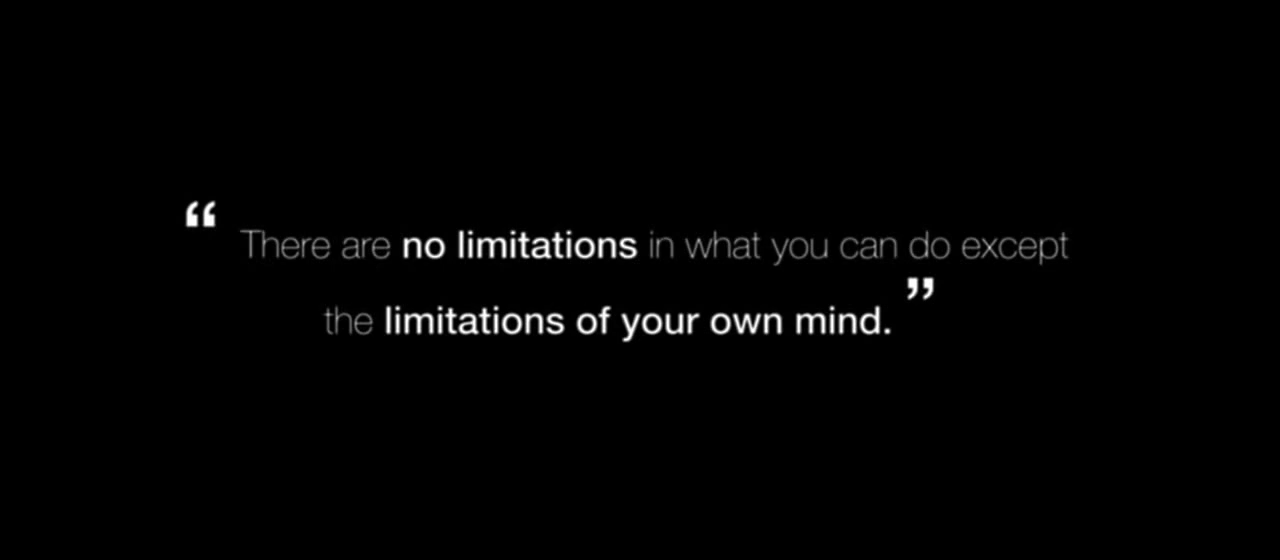 “ There are no limitations in what you can do except
the limitations of your own mind. ”